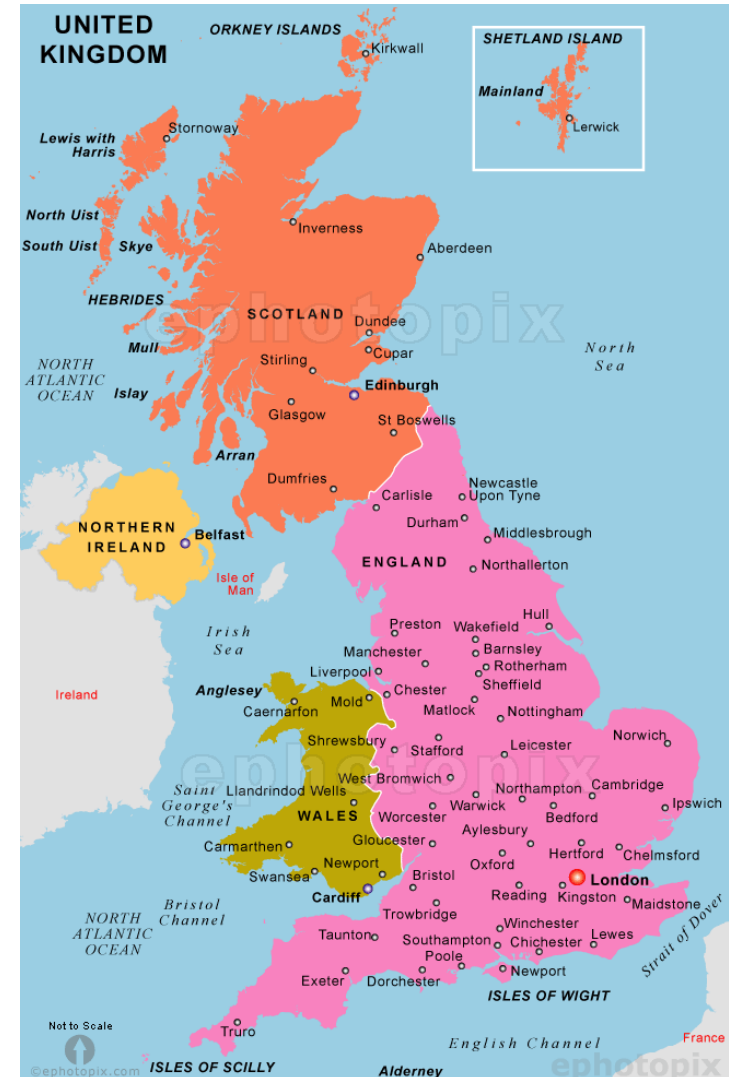 UNITED
KINGDOM
ORKNEY ISLANDS
Kirkwall
SHETLAND ISLAND
Mainland
Lerwick
Stornoway
Lewis with
Harris
North Uist
South Uist
Skye
Inverness
Aberdeen
HEBRIDES
SCOTLAND
ephotopix
Dundee
Mull
Cupar
Stirling
North
Sea
NORTH
ATLANTIC
OCEAN
Islay
Edinburgh
Glasgow
St Boswells
Arran
Dumfries
Carlisle
Newcastle
Upon Tyne
Durham
NORTHERN
IRELAND
Belfast
Middlesbrough
ENGLAND
Northallerton
Isle of
Man
Irish
Sea
Hull
Preston
Wakefield
Manchester
Barnsley
Rotherham
Liverpool
Sheffield
Ireland
Anglesey
Mold
Chester
Caernarfon
Matlock
Nottingham
Shrewsbury
Stafford
Leicester
Norwich
ephotopix
West Bromwich
Saint
George's
Channel
Llandrindod Wells
Northampton
Cambridge
WALES
Worcester
Warwick
Bedford
Ipswich
Aylesbury
Carmarthen
Gloucester
Oxford
Hertford
Chelmsford
Swansea
Newport
Bristol
London
Cardiff
Reading
Kingston
Maidstone
Bristol
Channel
Trowbridge
NORTH
ATLANTIC
OCEAN
Winchester
Taunton
Southampton
Chichester
Lewes
Strait of Dover
Poole
Exeter
Dorchester
Newport
ISLES OF WIGHT
Not to Scale
Truro
English Channel
France
©ephotopix.com
ISLES OF SCILLY
Alderney
ephotopix